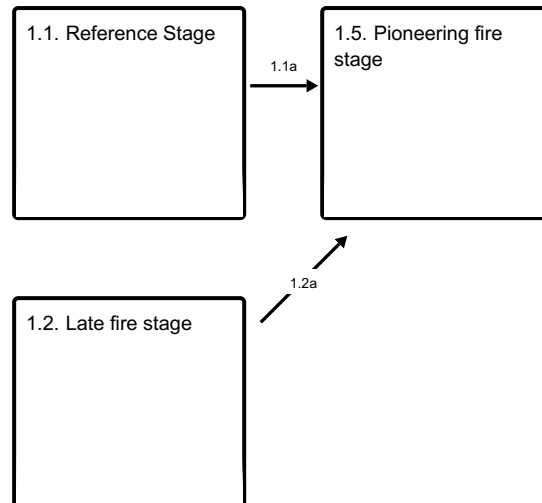 1.1. Reference Stage
1.5. Pioneering fire
stage
1.1a
1.2a
1.2. Late fire stage